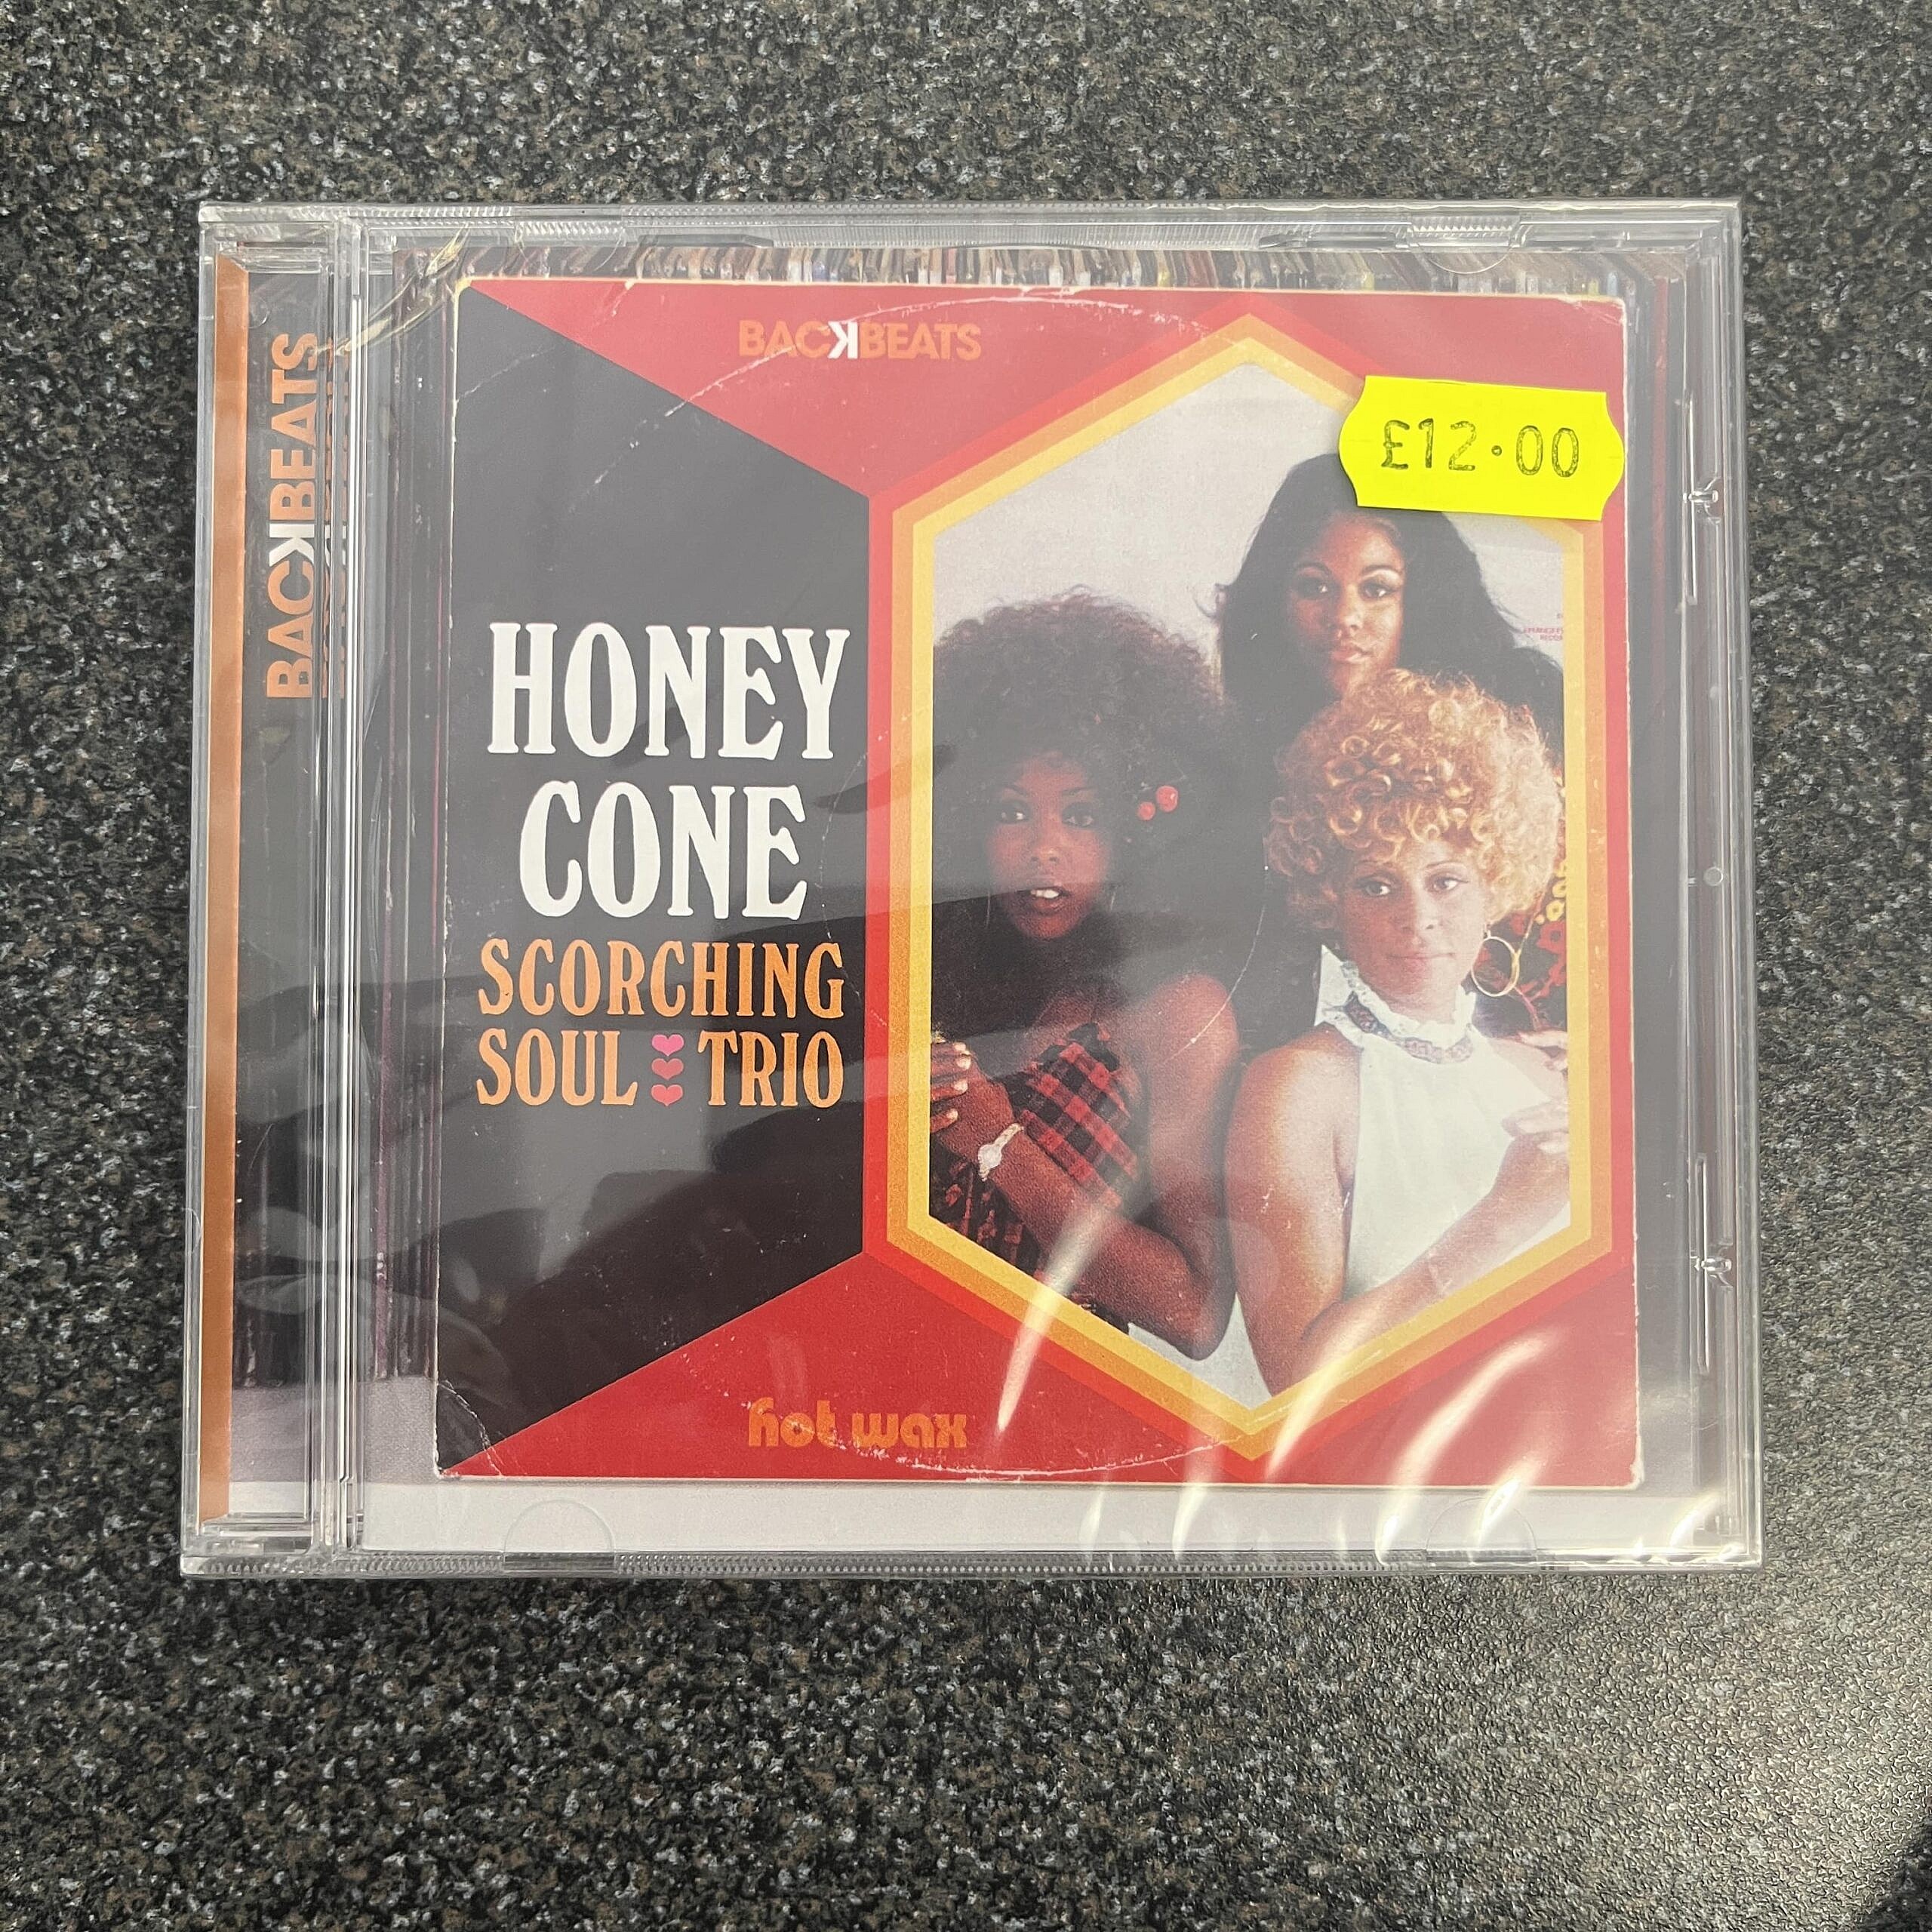 BACKBEATS
BACKBEATS
£12.00
HONEY
CONE
SCORCHING
SOUL TRIO
hot wax